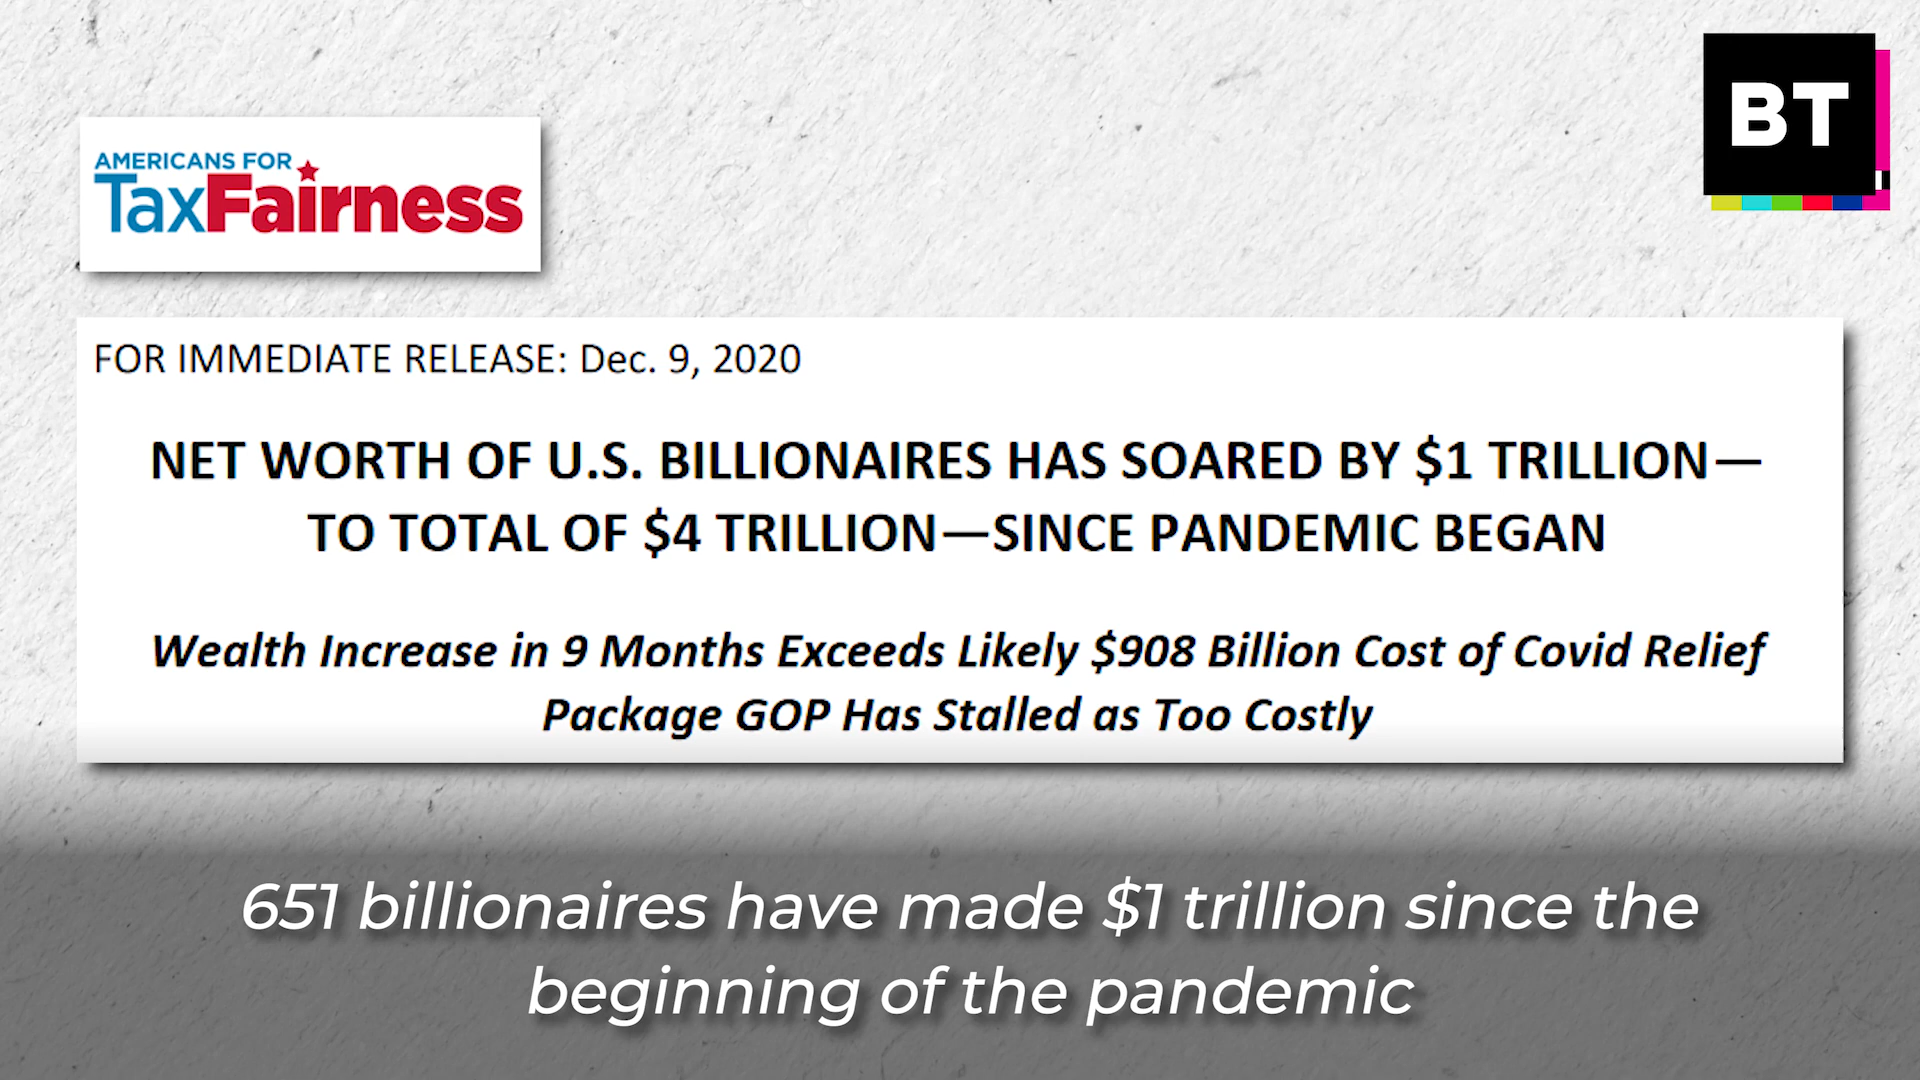 BT
AMERICANS FOR
TaxFairness
FOR IMMEDIATE RELEASE: Dec. 9, 2020
NET WORTH OF U.S. BILLIONAIRES HAS SOARED BY $1 TRILLION—
TO TOTAL OF $4 TRILLION—SINCE PANDEMIC BEGAN
Wealth Increase in 9 Months Exceeds Likely $908 Billion Cost of Covid Relief
Package GOP Has Stalled as Too Costly
651 billionaires have made $1 trillion since the
beginning of the pandemic